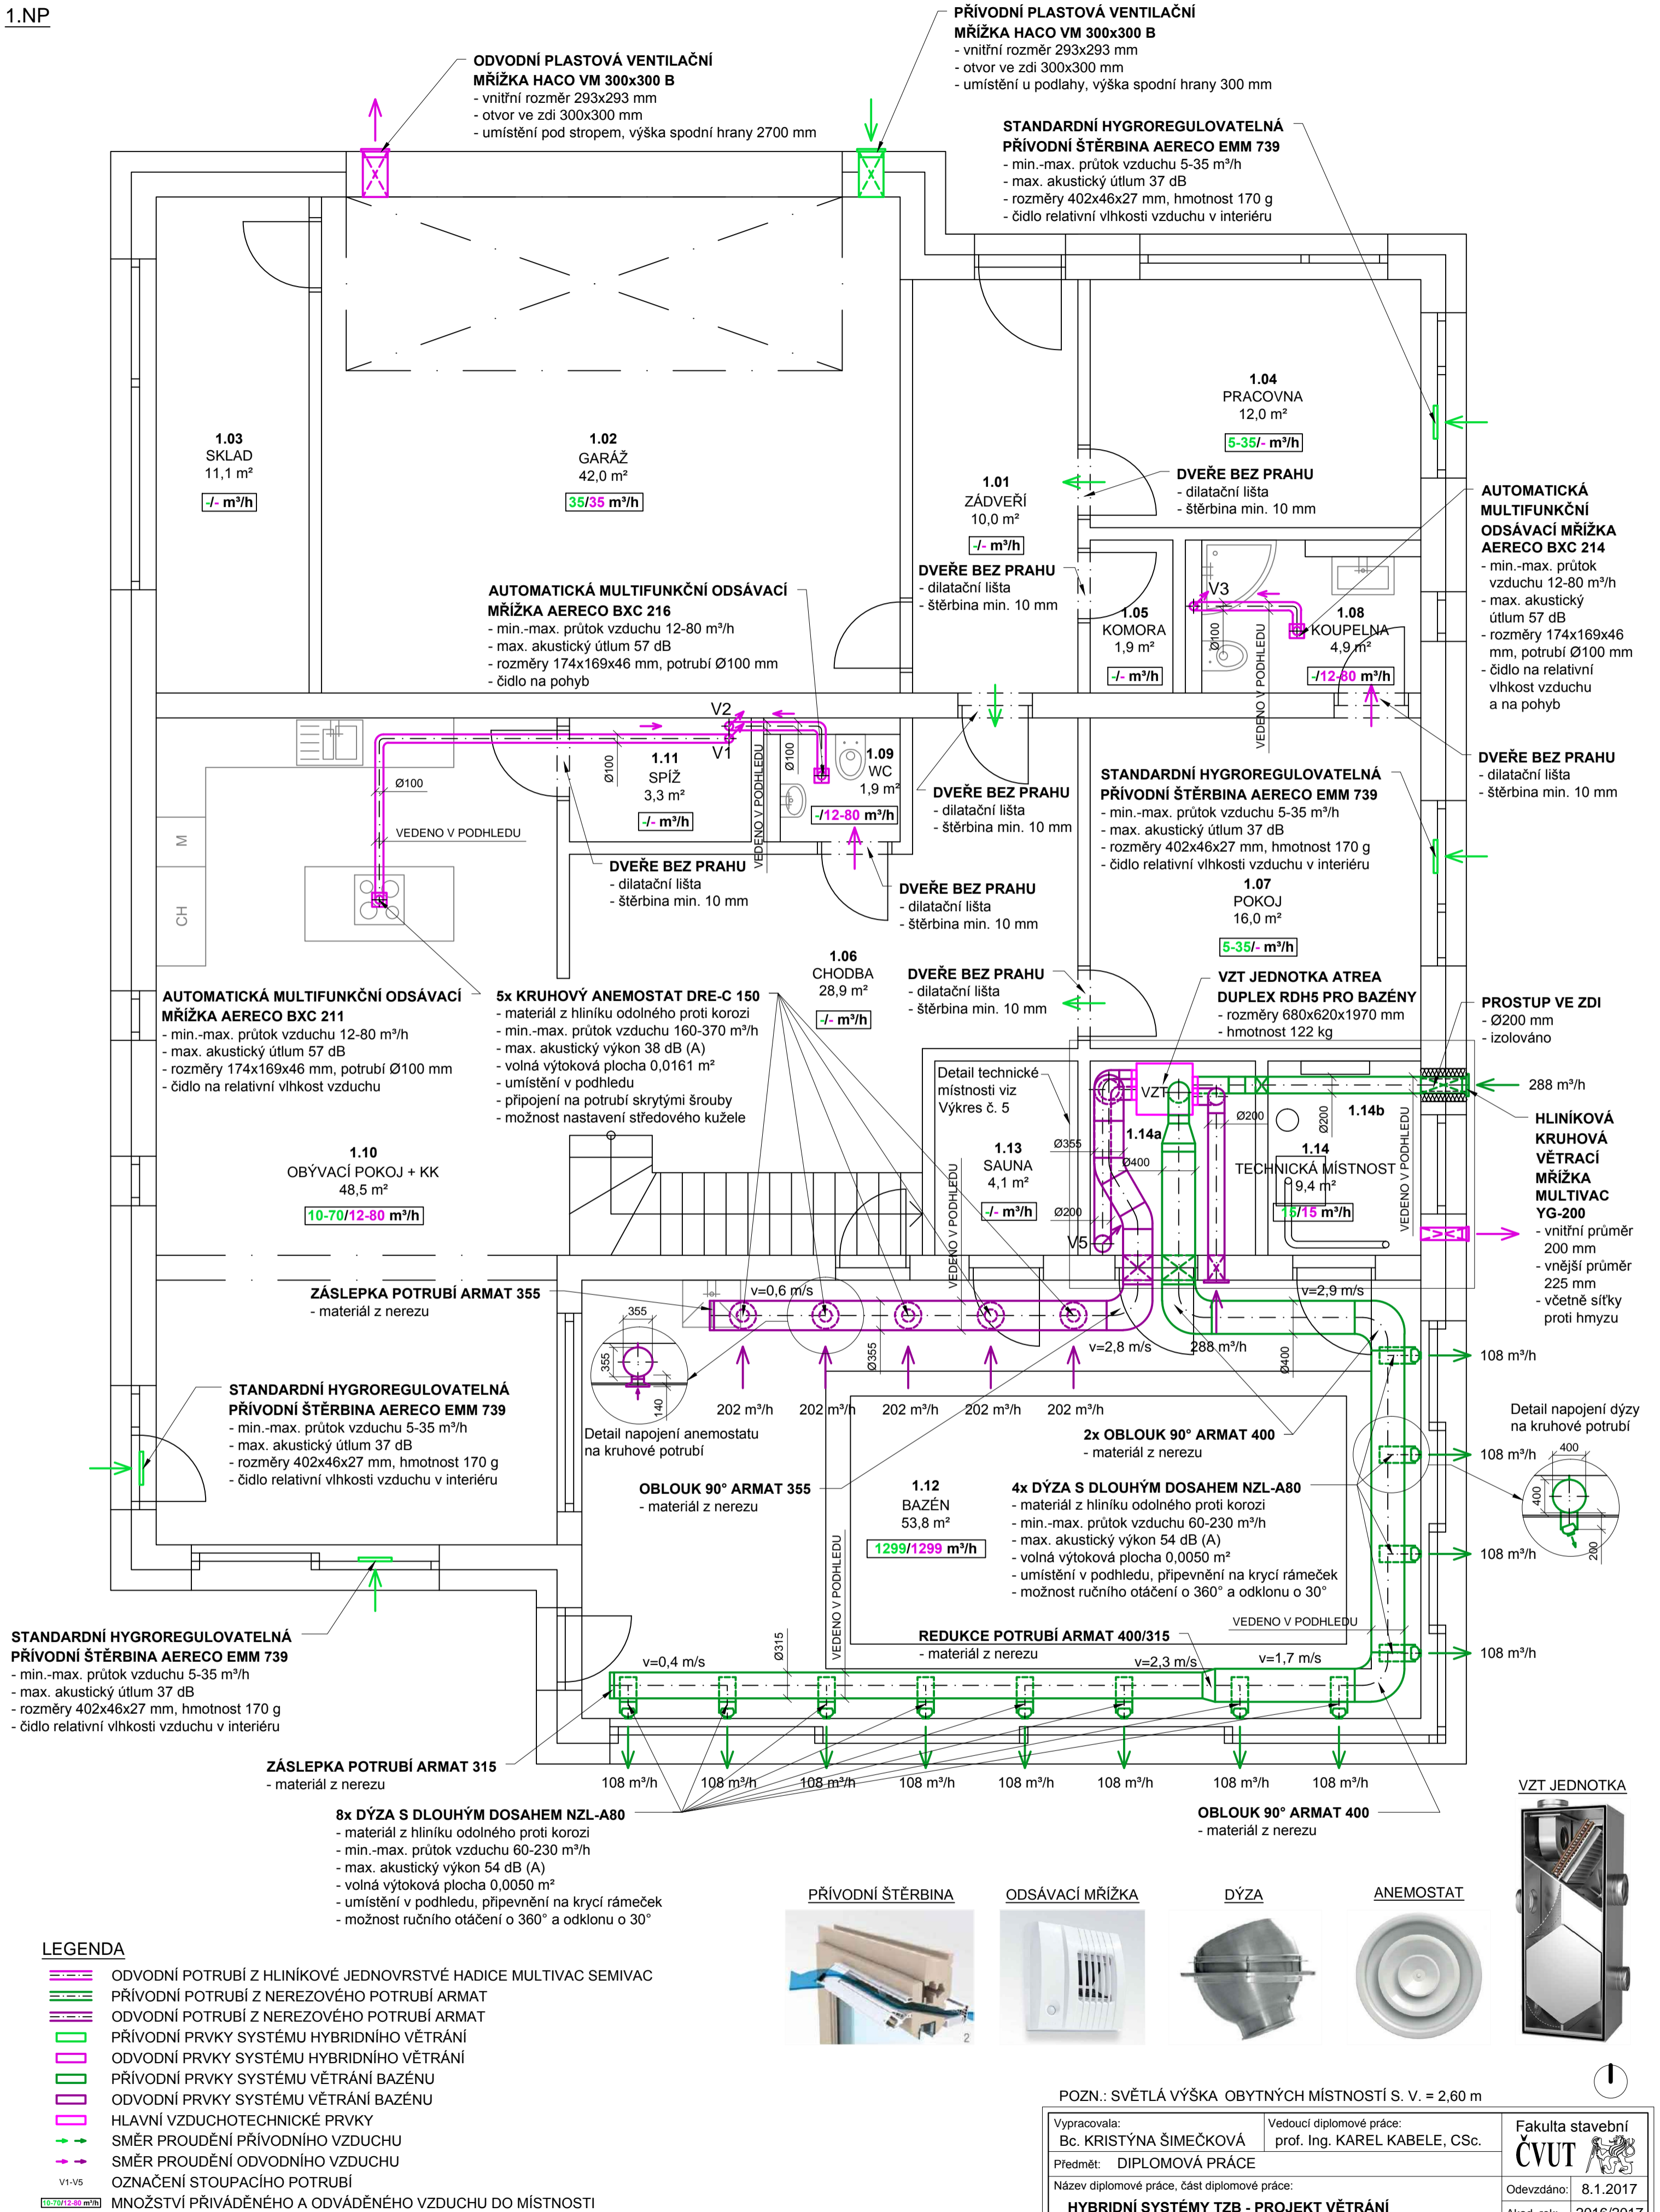 1.NP
ODVODNÍ PLASTOVÁ VENTILAČNÍ
MŘÍŽKA HACO VM 300x300 B
- vnitřní rozměr 293x293 mm
- otvor ve zdi 300x300 mm
- umístění pod stropem, výška spodní hrany 2700 mm
PŘÍVODNÍ PLASTOVÁ VENTILAČNÍ
MŘÍŽKA HACO VM 300x300 B
- vnitřní rozměr 293x293 mm
- otvor ve zdi 300x300 mm
- umístění u podlahy, výška spodní hrany 300 mm
STANDARDNÍ HYGROREGULOVATELNÁ
PŘÍVODNÍ ŠTĚRBINA AERECO EMM 739
- min.-max. průtok vzduchu 5-35 m³/h
- max. akustický útlum 37 dB
- rozměry 402x46x27 mm, hmotnost 170 g
- čidlo relativní vlhkosti vzduchu v interiéru
1.03
SKLAD
11,1 m²
-/- m³/h
1.02
GARÁŽ
42,0 m²
35/35 m³/h
1.01
ZÁDVEŘÍ
10,0 m²
-/- m³/h
1.04
PRACOVNA
12,0 m²
5-35/- m³/h
DVEŘE BEZ PRAHU
- dilatační lišta
- štěrbina min. 10 mm
AUTOMATICKÁ
MULTIFUNKČNÍ
ODSÁVACÍ MŘÍŽKA
AERECO BXC 214
- min.-max. průtok
vzduchu 12-80 m³/h
- max. akustický
útlum 57 dB
- rozměry 174x169x46
mm, potrubí Ø100 mm
- čidlo na relativní
vlhkost vzduchu
a na pohyb
DVEŘE BEZ PRAHU
- dilatační lišta
- štěrbina min. 10 mm
AUTOMATICKÁ MULTIFUNKČNÍ ODSÁVACÍ
MŘÍŽKA AERECO BXC 216
- min.-max. průtok vzduchu 12-80 m³/h
- max. akustický útlum 57 dB
- rozměry 174x169x46 mm, potrubí Ø100 mm
- čidlo na pohyb
1.05
KOMORA
1,9 m²
-/- m³/h
V3
Ø100
VEDENO V PODHLEDU
1.08
KOUPELNA
4,9 m²
-/12-80 m³/h
DVEŘE BEZ PRAHU
- dilatační lišta
- štěrbina min. 10 mm
V2
V1
Ø100
VEDENO V PODHLEDU
M
CH
Ø100
1.11
SPÍŽ
3,3 m²
-/- m³/h
VEDENO V PODHLEDU
Ø100
1.09
WC
1,9 m²
-/12-80 m³/h
DVEŘE BEZ PRAHU
- dilatační lišta
- štěrbina min. 10 mm
DVEŘE BEZ PRAHU
- dilatační lišta
- štěrbina min. 10 mm
DVEŘE BEZ PRAHU
- dilatační lišta
- štěrbina min. 10 mm
STANDARDNÍ HYGROREGULOVATELNÁ
PŘÍVODNÍ ŠTĚRBINA AERECO EMM 739
- min.-max. průtok vzduchu 5-35 m³/h
- max. akustický útlum 37 dB
- rozměry 402x46x27 mm, hmotnost 170 g
- čidlo relativní vlhkosti vzduchu v interiéru
1.07
POKOJ
16,0 m²
5-35/- m³/h
1.06
CHODBA
28,9 m²
-/- m³/h
DVEŘE BEZ PRAHU
- dilatační lišta
- štěrbina min. 10 mm
VZT JEDNOTKA ATREA
DUPLEX RDH5 PRO BAZÉNY
- rozměry 680x620x1970 mm
- hmotnost 122 kg
PROSTUP VE ZDI
- Ø200 mm
- izolováno
AUTOMATICKÁ MULTIFUNKČNÍ ODSÁVACÍ
MŘÍŽKA AERECO BXC 211
- min.-max. průtok vzduchu 12-80 m³/h
- max. akustický útlum 57 dB
- rozměry 174x169x46 mm, potrubí Ø100 mm
- čidlo na relativní vlhkost vzduchu
5x KRUHOVÝ ANEMOSTAT DRE-C 150
- materiál z hliníku odolného proti korozi
- min.-max. průtok vzduchu 160-370 m³/h
- max. akustický výkon 38 dB (A)
- volná výtoková plocha 0,0161 m²
- umístění v podhledu
- připojení na potrubí skrytými šrouby
- možnost nastavení středového kužele
1.10
OBÝVACÍ POKOJ + KK
48,5 m²
10-70/12-80 m³/h
Detail technické
místnosti viz
Výkres č. 5
1.13
SAUNA
4,1 m²
-/- m³/h
VEDENO V PODHLEDU
VZT
1.14a
Ø355
Ø400
Ø200
V5
Ø200
Ø200
1.14b
1.14
TECHNICKÁ MÍSTNOST
9,4 m²
15/15 m³/h
VEDENO V PODHLEDU
288 m³/h
HLINÍKOVÁ
KRUHOVÁ
VĚTRACÍ
MŘÍŽKA
MULTIVAC
YG-200
- vnitřní průměr
200 mm
- vnější průměr
225 mm
- včetně síťky
proti hmyzu
ZÁSLEPKA POTRUBÍ ARMAT 355
- materiál z nerezu
v=0,6 m/s
Ø355
v=2,8 m/s
288 m³/h
v=2,9 m/s
Ø400
355
355
140
Detail napojení anemostatu
na kruhové potrubí
202 m³/h
202 m³/h
202 m³/h
202 m³/h
202 m³/h
108 m³/h
108 m³/h
108 m³/h
108 m³/h
Detail napojení dýzy
na kruhové potrubí
400
400
200
STANDARDNÍ HYGROREGULOVATELNÁ
PŘÍVODNÍ ŠTĚRBINA AERECO EMM 739
- min.-max. průtok vzduchu 5-35 m³/h
- max. akustický útlum 37 dB
- rozměry 402x46x27 mm, hmotnost 170 g
- čidlo relativní vlhkosti vzduchu v interiéru
2x OBLOUK 90° ARMAT 400
- materiál z nerezu
OBLOUK 90° ARMAT 355
- materiál z nerezu
1.12
BAZÉN
53,8 m²
1299/1299 m³/h
4x DÝZA S DLOUHÝM DOSAHEM NZL-A80
- materiál z hliníku odolného proti korozi
- min.-max. průtok vzduchu 60-230 m³/h
- max. akustický výkon 54 dB (A)
- volná výtoková plocha 0,0050 m²
- umístění v podhledu, připevnění na krycí rámeček
- možnost ručního otáčení o 360° a odklonu o 30°
VEDENO V PODHLEDU
VEDENO V PODHLEDU
REDUKCE POTRUBÍ ARMAT 400/315
- materiál z nerezu
v=0,4 m/s
Ø315
v=2,3 m/s
v=1,7 m/s
STANDARDNÍ HYGROREGULOVATELNÁ
PŘÍVODNÍ ŠTĚRBINA AERECO EMM 739
- min.-max. průtok vzduchu 5-35 m³/h
- max. akustický útlum 37 dB
- rozměry 402x46x27 mm, hmotnost 170 g
- čidlo relativní vlhkosti vzduchu v interiéru
ZÁSLEPKA POTRUBÍ ARMAT 315
- materiál z nerezu
108 m³/h
108 m³/h
108 m³/h
108 m³/h
108 m³/h
108 m³/h
108 m³/h
108 m³/h
8x DÝZA S DLOUHÝM DOSAHEM NZL-A80
- materiál z hliníku odolného proti korozi
- min.-max. průtok vzduchu 60-230 m³/h
- max. akustický výkon 54 dB (A)
- volná výtoková plocha 0,0050 m²
- umístění v podhledu, připevnění na krycí rámeček
- možnost ručního otáčení o 360° a odklonu o 30°
OBLOUK 90° ARMAT 400
- materiál z nerezu
VZT JEDNOTKA
PŘÍVODNÍ ŠTĚRBINA
ODSÁVACÍ MŘÍŽKA
DÝZA
ANEMOSTAT
2
LEGENDA
ODVODNÍ POTRUBÍ Z HLINÍKOVÉ JEDNOVRSTVÉ HADICE MULTIVAC SEMIVAC
PŘÍVODNÍ POTRUBÍ Z NEREZOVÉHO POTRUBÍ ARMAT
ODVODNÍ POTRUBÍ Z NEREZOVÉHO POTRUBÍ ARMAT
PŘÍVODNÍ PRVKY SYSTÉMU HYBRIDNÍHO VĚTRÁNÍ
ODVODNÍ PRVKY SYSTÉMU HYBRIDNÍHO VĚTRÁNÍ
PŘÍVODNÍ PRVKY SYSTÉMU VĚTRÁNÍ BAZÉNU
ODVODNÍ PRVKY SYSTÉMU VĚTRÁNÍ BAZÉNU
HLAVNÍ VZDUCHOTECHNICKÉ PRVKY
SMĚR PROUDĚNÍ PŘÍVODNÍHO VZDUCHU
SMĚR PROUDĚNÍ ODVODNÍHO VZDUCHU
V1-V5 OZNAČENÍ STOUPACÍHO POTRUBÍ
10-70/12-80 m³/h MNOŽSTVÍ PŘIVÁDĚNÉHO A ODVÁDĚNÉHO VZDUCHU DO MÍSTNOSTI
POZN.: SVĚTLÁ VÝŠKA OBYTNÝCH MÍSTNOSTÍ S. V. = 2,60 m
Vypracovala:
Bc. KRISTÝNA ŠIMEČKOVÁ
Vedoucí diplomové práce:
prof. Ing. KAREL KABELE, CSc.
Fakulta stavební
ČVUT
Předmět: DIPLOMOVÁ PRÁCE
Název diplomové práce, část diplomové práce:
HYBRIDNÍ SYSTÉMY TZB - PROJEKT VĚTRÁNÍ
Odevzdáno: 8.1.2017
Akad. rok: 2016/2017